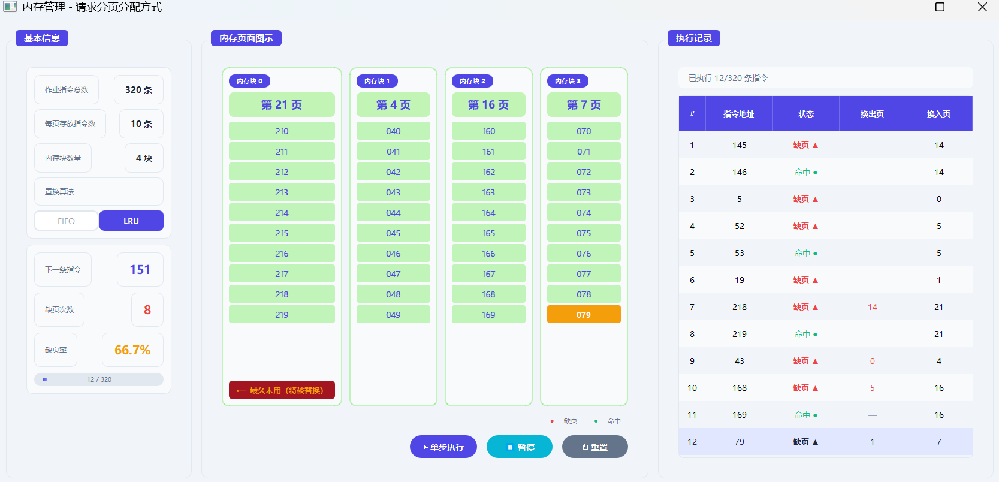 内存管理 - 请求分页分配方式
基本信息
作业指令总数 320 条
每页存放指令数 10 条
内存块数量 4 块
置换算法
FIFO LRU
下一条指令 151
缺页次数 8
缺页率 66.7%
12 / 320
内存页面图示
内存块 0
第 21 页
210
211
212
213
214
215
216
217
218
219
← 最久未用（将被替换）
内存块 1
第 4 页
040
041
042
043
044
045
046
047
048
049
内存块 2
第 16 页
160
161
162
163
164
165
166
167
168
169
内存块 3
第 7 页
070
071
072
073
074
075
076
077
078
079
● 缺页 ● 命中
▶ 单步执行 ⏸ 暂停 ↻ 重置
执行记录
已执行 12/320 条指令
# 指令地址 状态 换出页 换入页
1 145 缺页 ▲ — 14
2 146 命中 ● — 14
3 5 缺页 ▲ — 0
4 52 缺页 ▲ — 5
5 53 命中 ● — 5
6 19 缺页 ▲ — 1
7 218 缺页 ▲ 14 21
8 219 命中 ● — 21
9 43 缺页 ▲ 0 4
10 168 缺页 ▲ 5 16
11 169 命中 ● — 16
12 79 缺页 ▲ 1 7